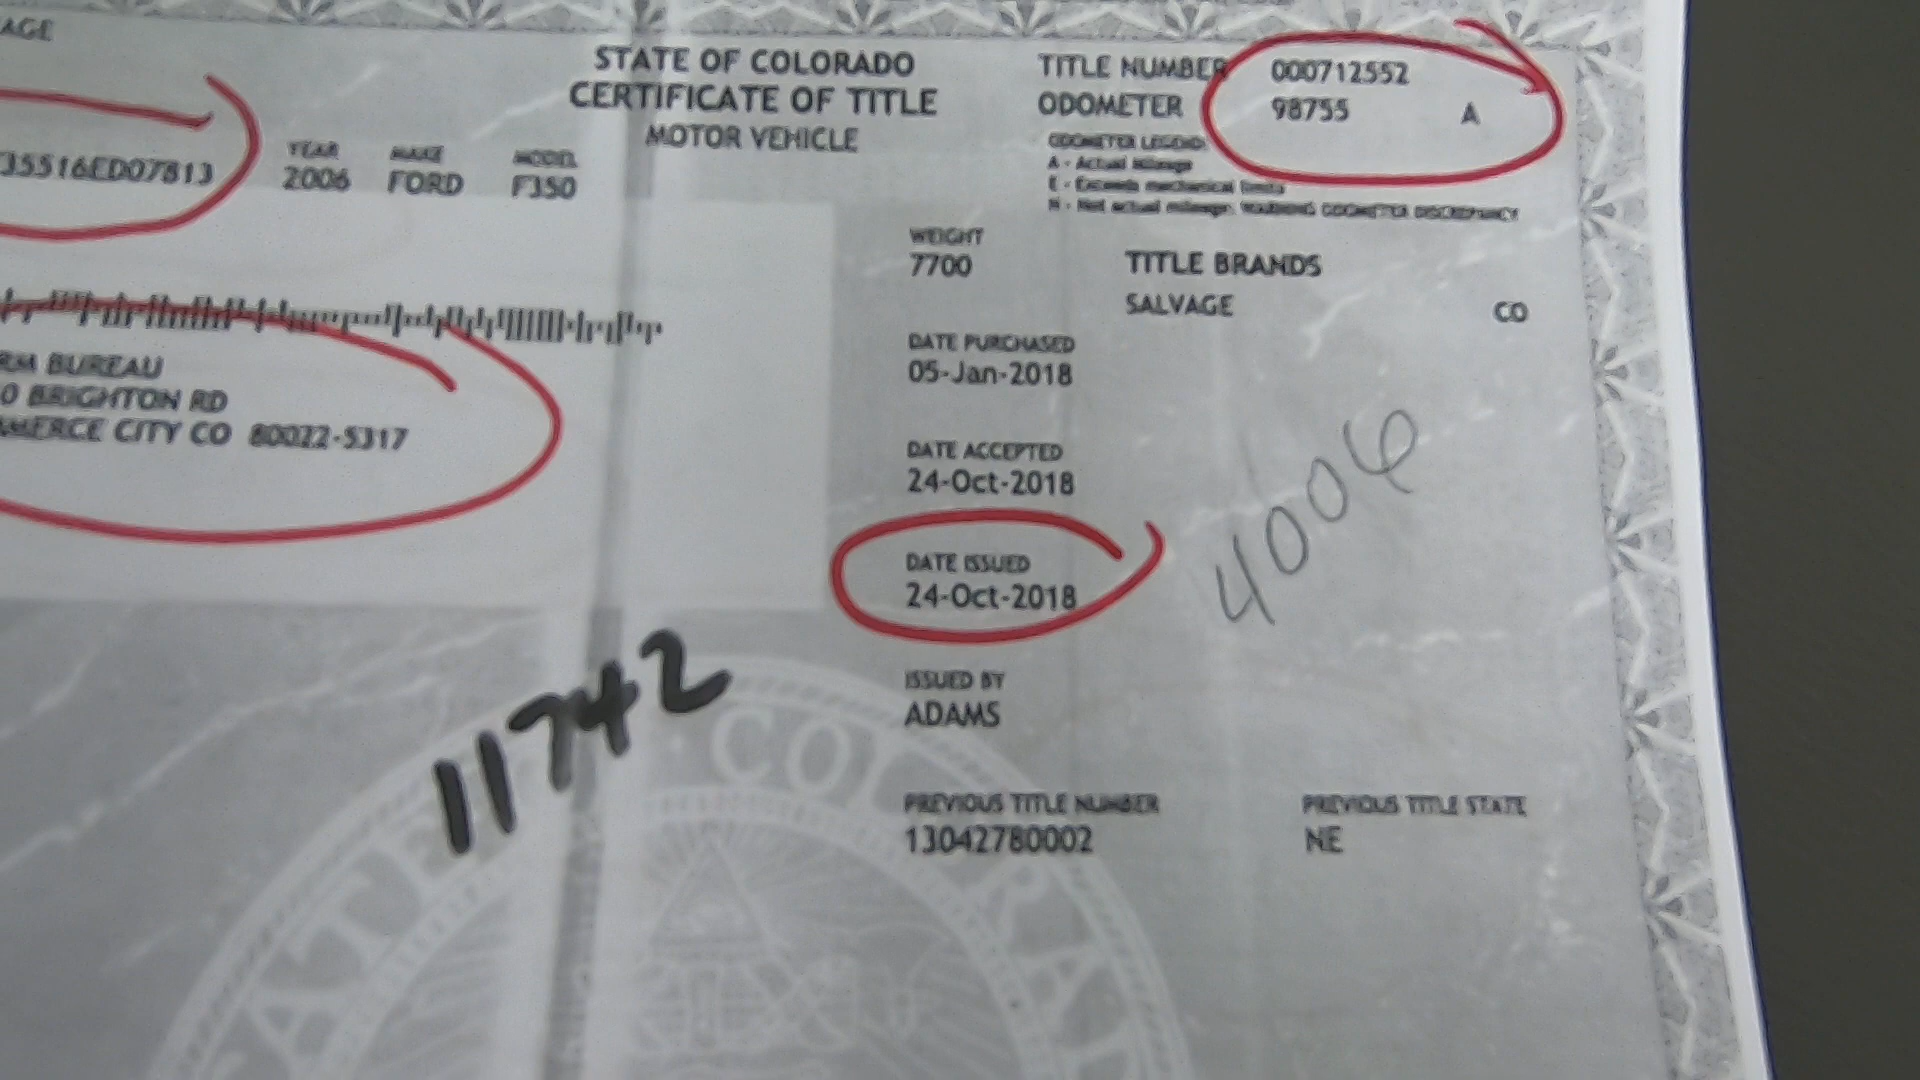 AGE
STATE OF COLORADO
CERTIFICATE OF TITLE
MOTOR VEHICLE
TITLE NUMBER 000712552
ODOMETER 98755 A
ODOMETER LEGEND
A - Actual Mileage
E - Exceeds mechanical limits
N - Not actual mileage, WARNING ODOMETER DISCREPANCY
35516ED07813
YEAR MAKE MODEL
2006 FORD F350
WEIGHT
7700
TITLE BRANDS
SALVAGE CO
RM BUREAU
0 BRIGHTON RD
MMERCE CITY CO 80022-5317
DATE PURCHASED
05-Jan-2018
DATE ACCEPTED
24-Oct-2018
DATE ISSUED
24-Oct-2018
4006
ISSUED BY
ADAMS
11742
PREVIOUS TITLE NUMBER PREVIOUS TITLE STATE
13042780002 NE
STATE COLORA